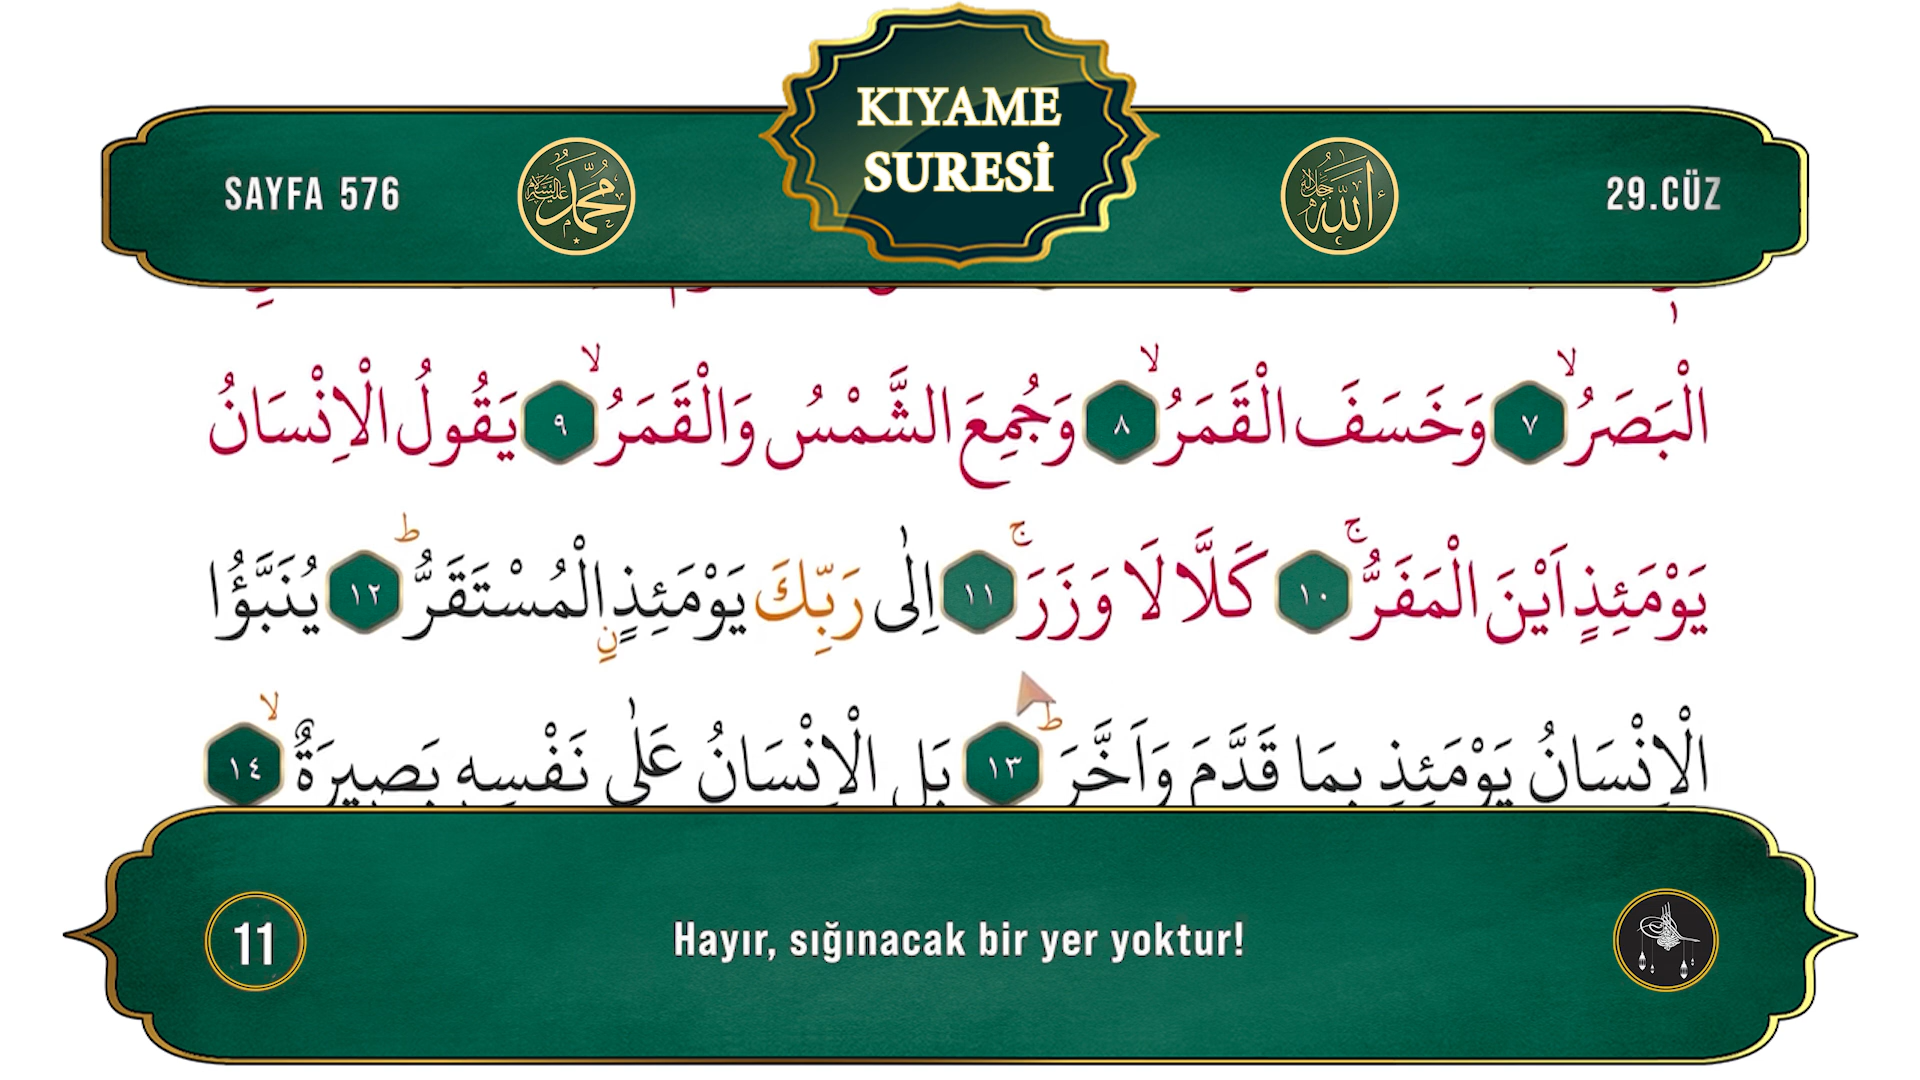 KIYAME
SURESİ
SAYFA 576
29.CÜZ
الْبَصَرُۙ ٧ وَخَسَفَ الْقَمَرُۙ ٨ وَجُمِعَ الشَّمْسُ وَالْقَمَرُۙ ٩ يَقُولُ الْاِنْسَانُ
يَوْمَئِذٍ اَيْنَ الْمَفَرُّۚ ١٠ كَلَّا لَا وَزَرَۚ ١١ اِلٰى رَبِّكَ يَوْمَئِذٍۨ الْمُسْتَقَرُّۜ ١٢ يُنَبَّؤُا
الْاِنْسَانُ يَوْمَئِذٍ بِمَا قَدَّمَ وَاَخَّرَۜ ١٣ بَلِ الْاِنْسَانُ عَلٰى نَفْسِهٖ بَصٖيرَةٌۙ ١٤
11
Hayır, sığınacak bir yer yoktur!